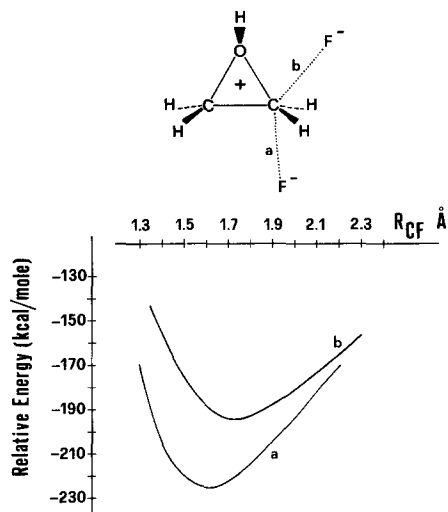 H
O
F⁻
b
+
H C C H
H H
a
F⁻
1.3 1.5 1.7 1.9 2.1 2.3 R_CF Å
Relative Energy (kcal/mole)
-130
-150
-170
-190
-210
-230
b
a